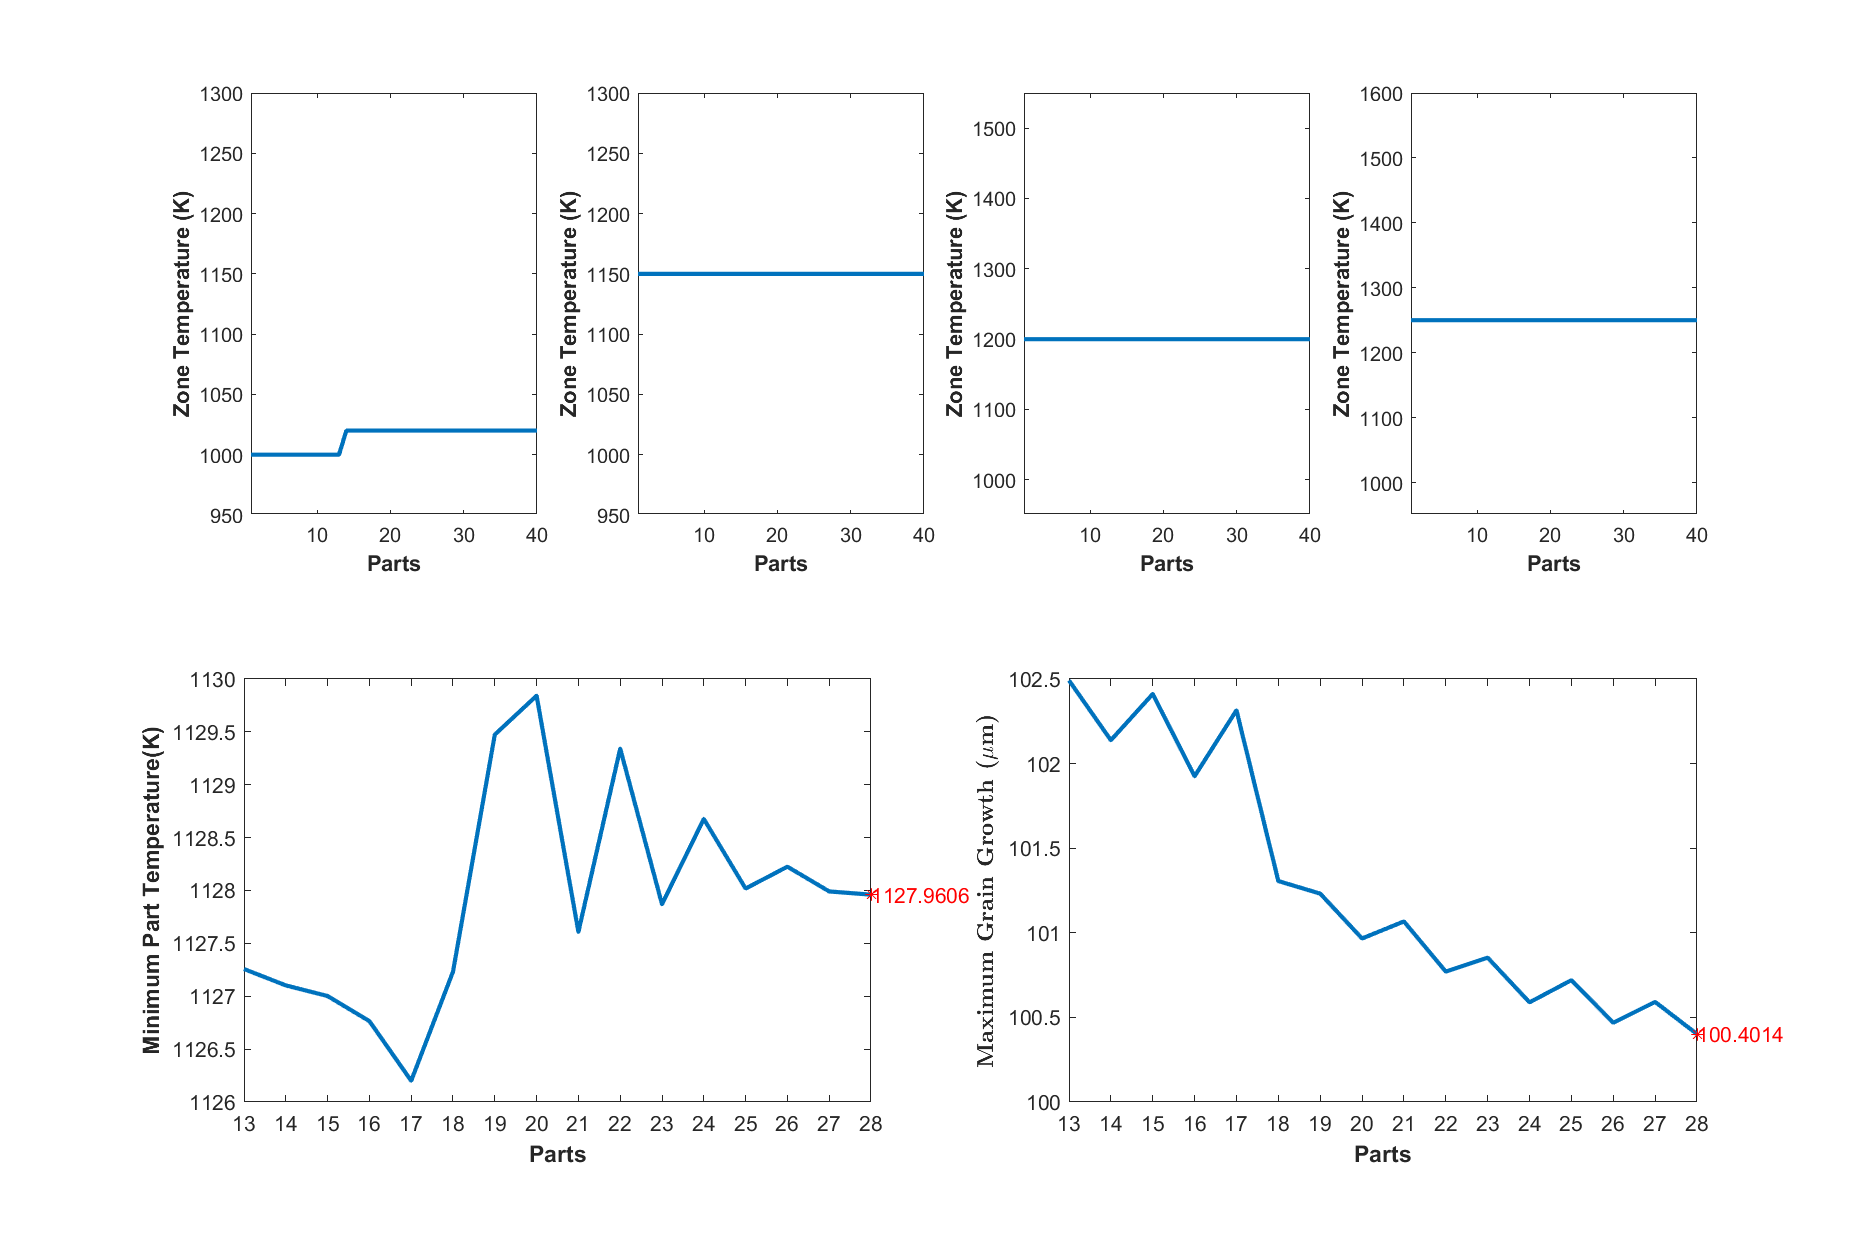 1300
1250
1200
1150
1100
1050
1000
950
Zone Temperature (K)
10 20 30 40
Parts
1300
1250
1200
1150
1100
1050
1000
950
Zone Temperature (K)
10 20 30 40
Parts
1500
1400
1300
1200
1100
1000
Zone Temperature (K)
10 20 30 40
Parts
1600
1500
1400
1300
1200
1100
1000
Zone Temperature (K)
10 20 30 40
Parts
1130
1129.5
1129
1128.5
1128
1127.5
1127
1126.5
1126
Minimum Part Temperature(K)
1127.9606
13 14 15 16 17 18 19 20 21 22 23 24 25 26 27 28
Parts
102.5
102
101.5
101
100.5
100
Maximum Grain Growth (μm)
100.4014
13 14 15 16 17 18 19 20 21 22 23 24 25 26 27 28
Parts